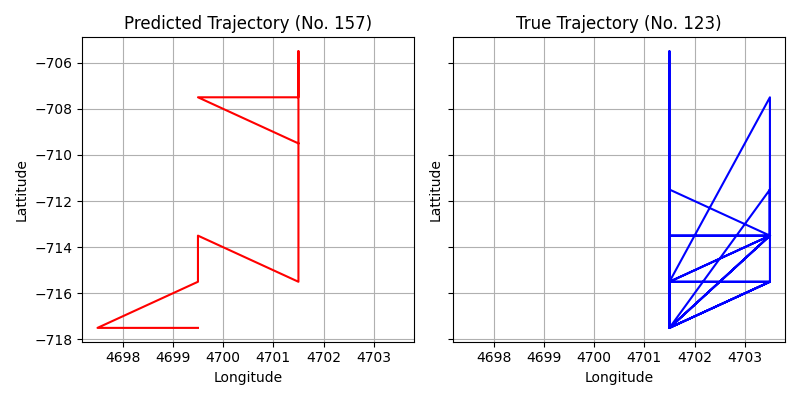 Predicted Trajectory (No. 157)
True Trajectory (No. 123)
Lattitude
−706
−708
−710
−712
−714
−716
−718
4698 4699 4700 4701 4702 4703
Longitude
Lattitude
4698 4699 4700 4701 4702 4703
Longitude